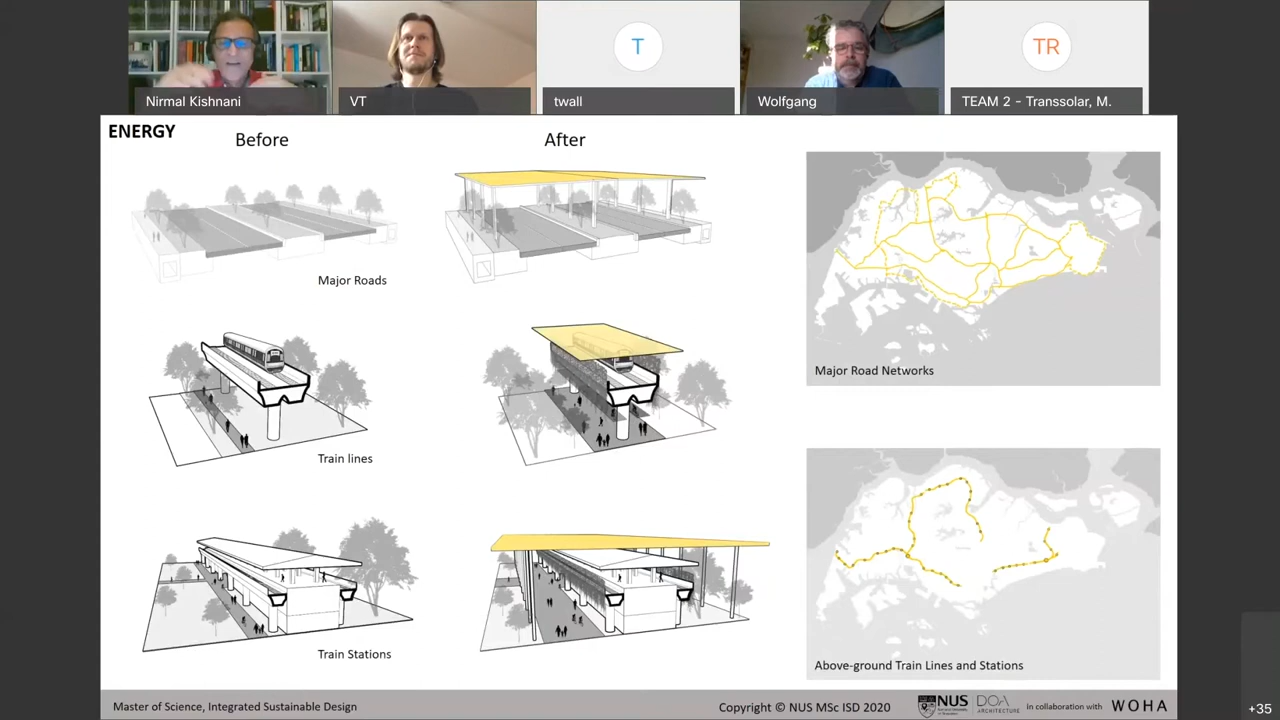 T
TR
Nirmal Kishnani
VT
twall
Wolfgang
TEAM 2 - Transsolar, M.
ENERGY
Before
After
Major Roads
Major Road Networks
Train lines
Train Stations
Above-ground Train Lines and Stations
Master of Science, Integrated Sustainable Design
Copyright © NUS MSc ISD 2020
NUS
DOA
ARCHITECTURE
In collaboration with
WOHA
+35